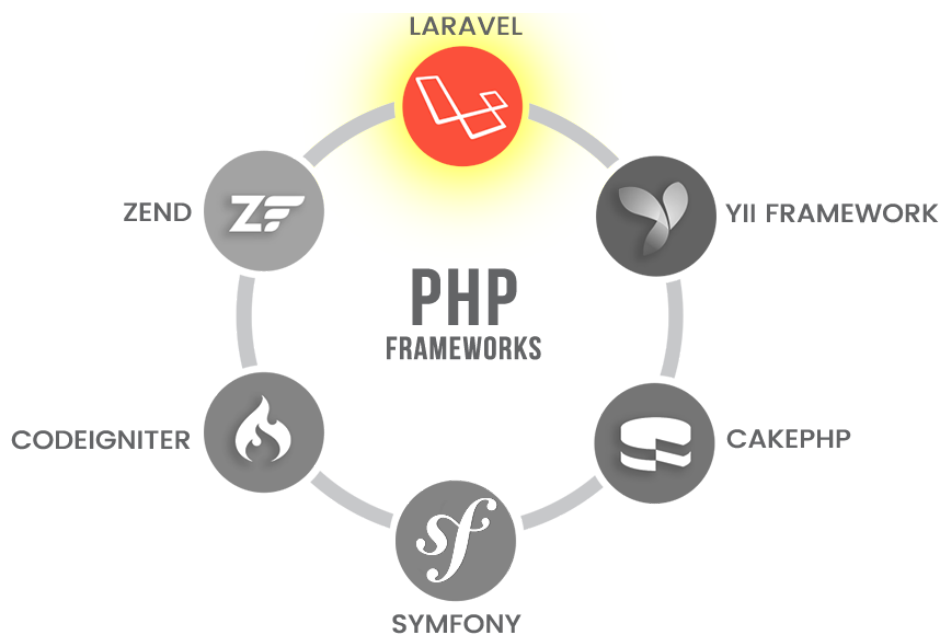 LARAVEL
ZEND
YII FRAMEWORK
PHP
FRAMEWORKS
CODEIGNITER
CAKEPHP
SYMFONY